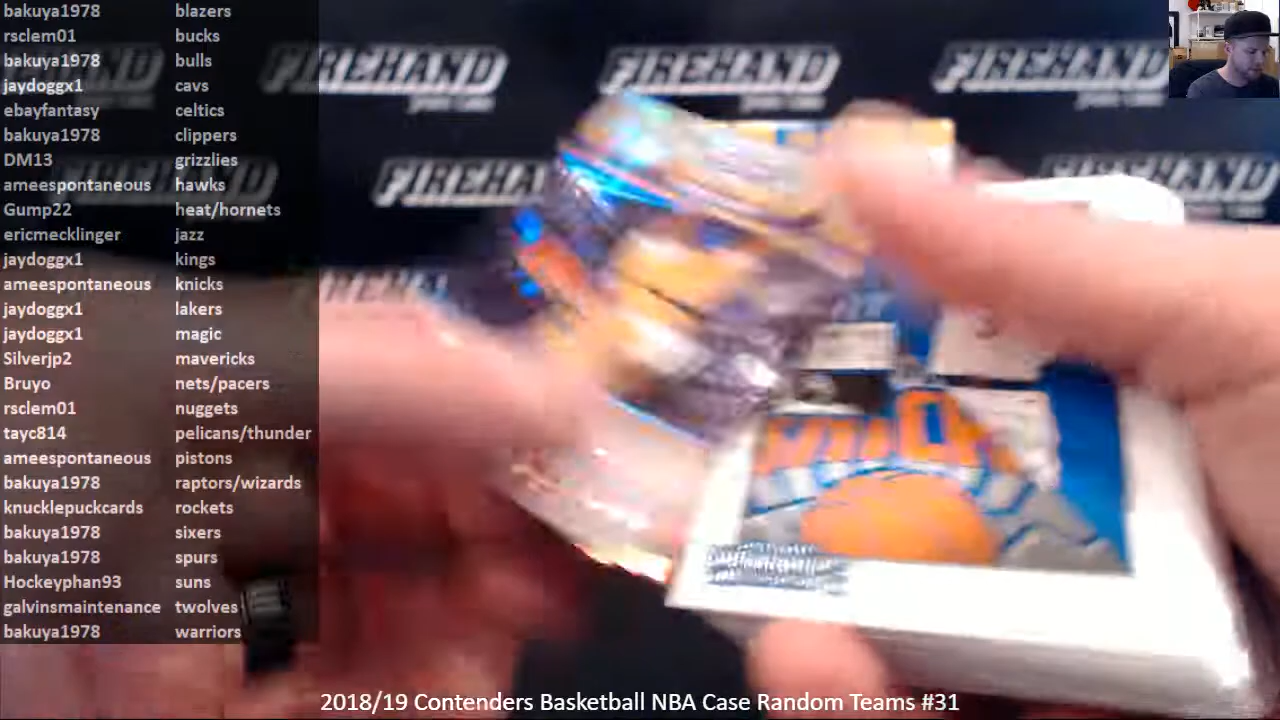 bakuya1978 blazers
rsclem01 bucks
bakuya1978 bulls
jaydoggx1 cavs
ebayfantasy celtics
bakuya1978 clippers
DM13 grizzlies
ameespontaneous hawks
Gump22 heat/hornets
ericmecklinger jazz
jaydoggx1 kings
ameespontaneous knicks
jaydoggx1 lakers
jaydoggx1 magic
Silverjp2 mavericks
Bruyo nets/pacers
rsclem01 nuggets
tayc814 pelicans/thunder
ameespontaneous pistons
bakuya1978 raptors/wizards
knucklepuckcards rockets
bakuya1978 sixers
bakuya1978 spurs
Hockeyphan93 suns
galvinsmaintenance twolves
bakuya1978 warriors
FIREHAND FIREHAND FIREHAND
FIREHAND
2018/19 Contenders Basketball NBA Case Random Teams #31